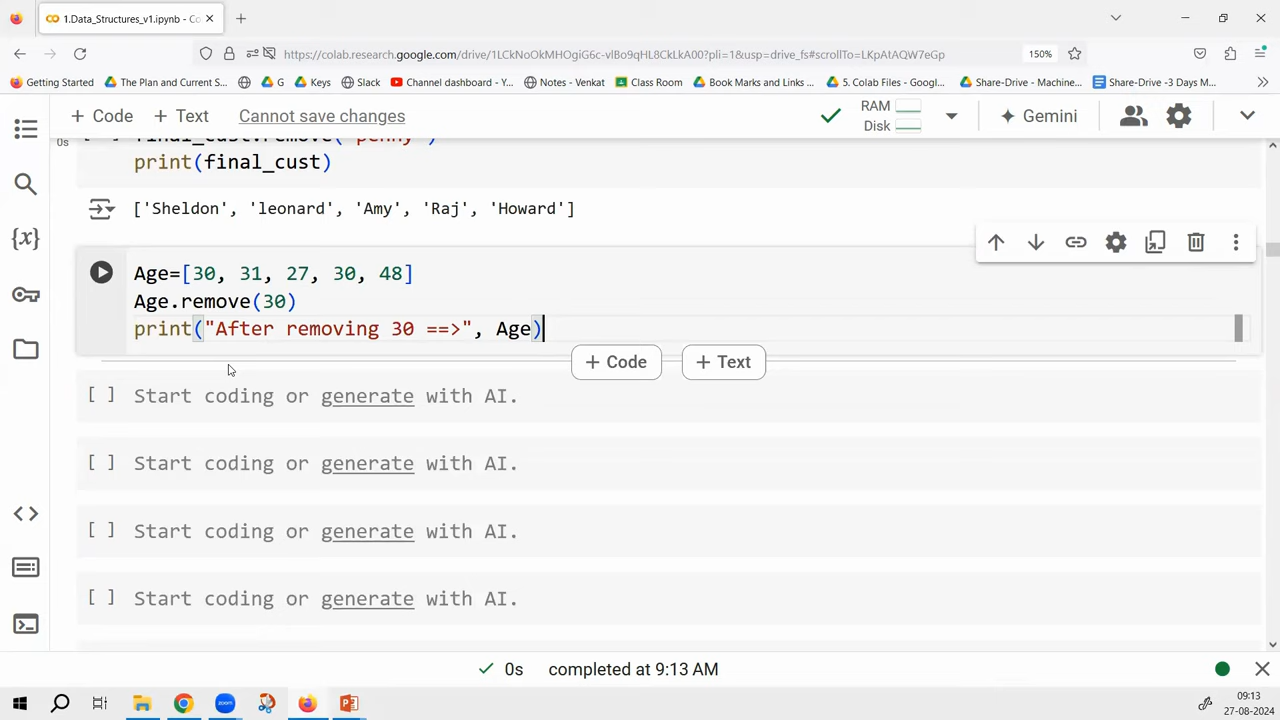 1.Data_Structures_v1.ipynb - Co
https://colab.research.google.com/drive/1LCkNoOkMHOgiG6c-vlBo9qHL8CkLkA00?pli=1&usp=drive_fs#scrollTo=LKpAtAQW7eGp
150%
Getting Started
The Plan and Current S...
G
Keys
Slack
Channel dashboard - Y...
Notes - Venkat
Class Room
Book Marks and Links ...
5. Colab Files - Googl...
Share-Drive - Machine...
Share-Drive -3 Days M...
+ Code
+ Text
Cannot save changes
RAM
Disk
Gemini
0s
final_cust.remove("penny")
print(final_cust)
['Sheldon', 'leonard', 'Amy', 'Raj', 'Howard']
Age=[30, 31, 27, 30, 48]
Age.remove(30)
print("After removing 30 ==>", Age)
+ Code
+ Text
[ ] Start coding or generate with AI.
[ ] Start coding or generate with AI.
[ ] Start coding or generate with AI.
[ ] Start coding or generate with AI.
0s completed at 9:13 AM
zoom
09:13
27-08-2024